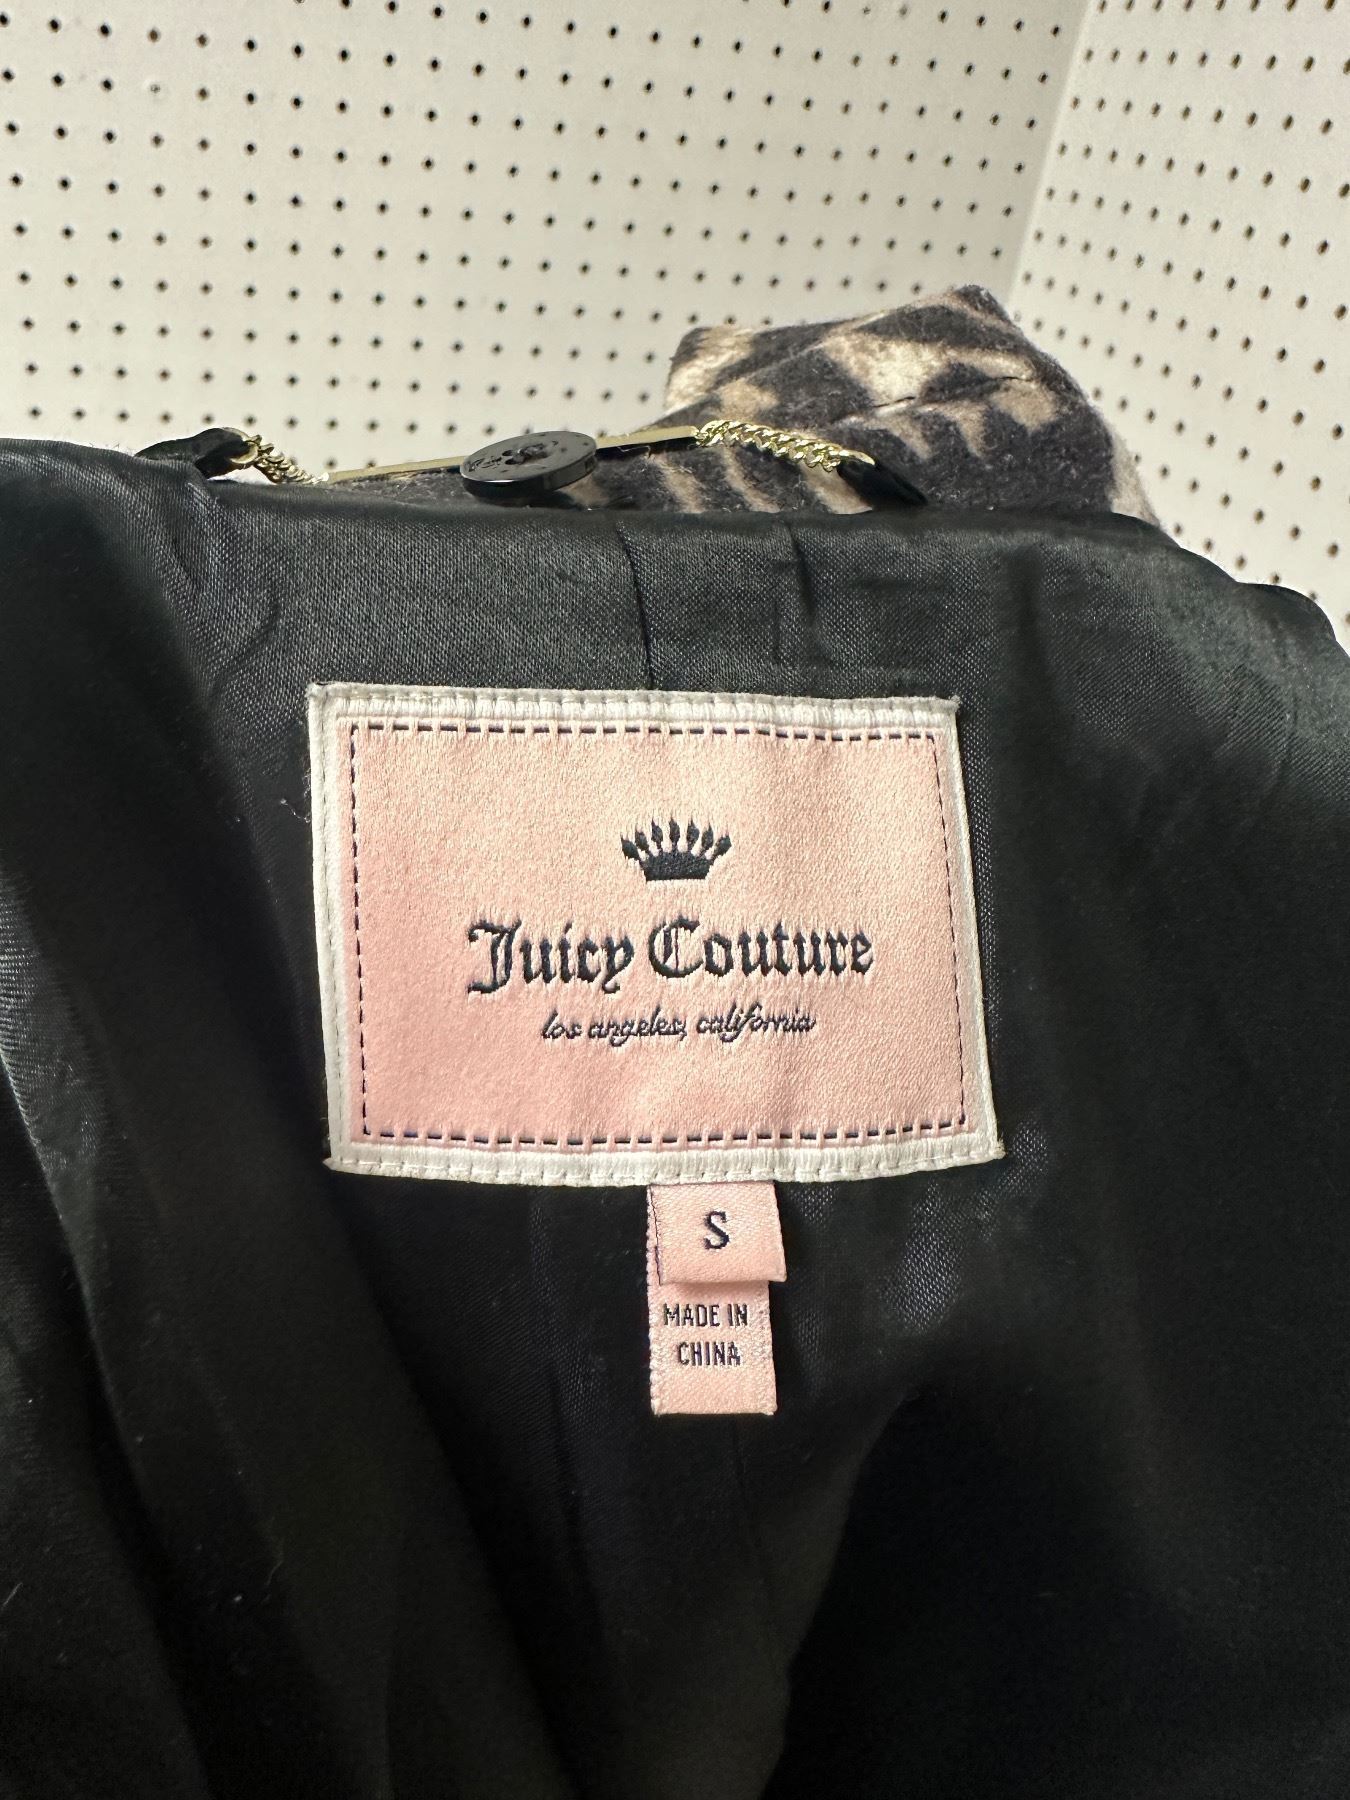 Juicy Couture
los angeles, california
S
MADE IN
CHINA